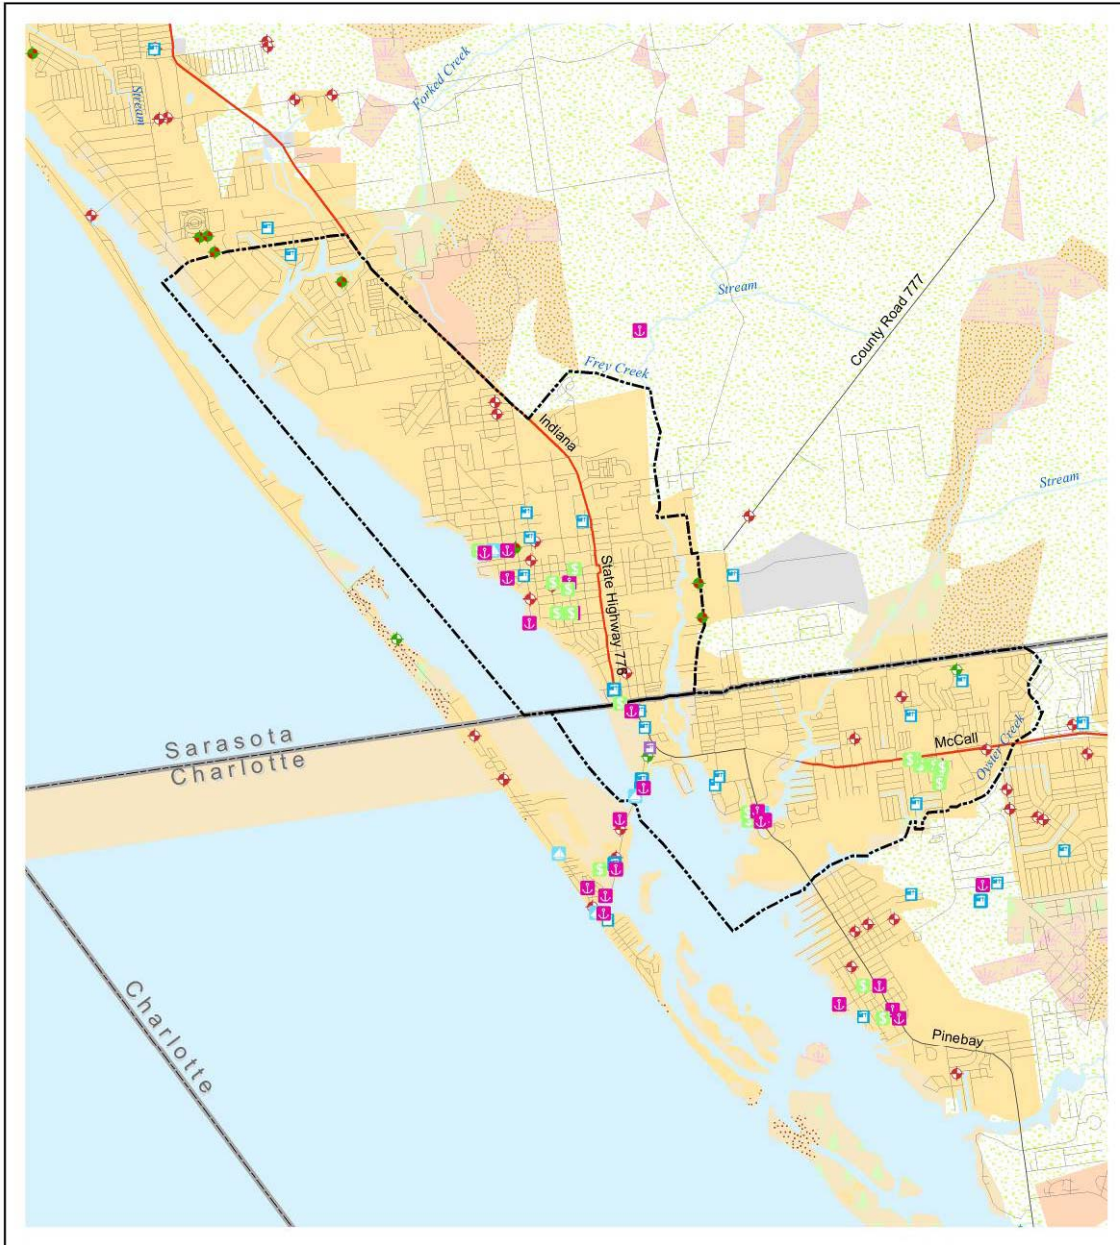 Forked Creek
Stream
Stream
County Road 777
Frey Creek
Indiana
Stream
State Highway 776
Sarasota
Charlotte
McCall
Oyster Creek
Charlotte
Pinebay